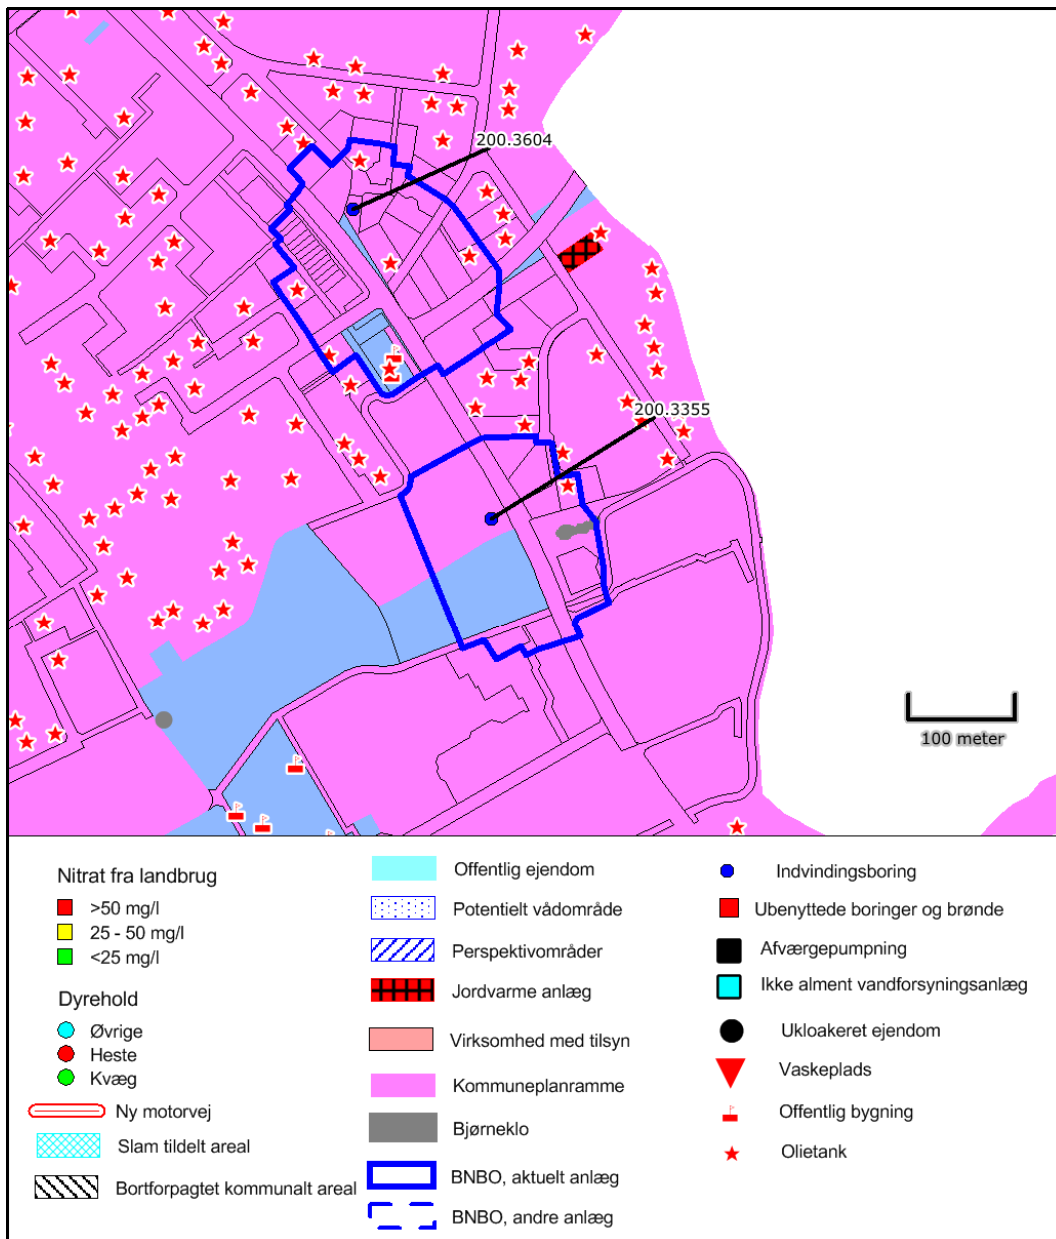 200.3604
200.3355
100 meter
Nitrat fra landbrug
>50 mg/l
25 - 50 mg/l
<25 mg/l
Dyrehold
Øvrige
Heste
Kvæg
Ny motorvej
Slam tildelt areal
Bortforpagtet kommunalt areal
Offentlig ejendom
Potentielt vådområde
Perspektivområder
Jordvarme anlæg
Virksomhed med tilsyn
Kommuneplanramme
Bjørneklo
BNBO, aktuelt anlæg
BNBO, andre anlæg
Indvindingsboring
Ubenyttede boringer og brønde
Afværgepumpning
Ikke alment vandforsyningsanlæg
Ukloakeret ejendom
Vaskeplads
Offentlig bygning
Olietank